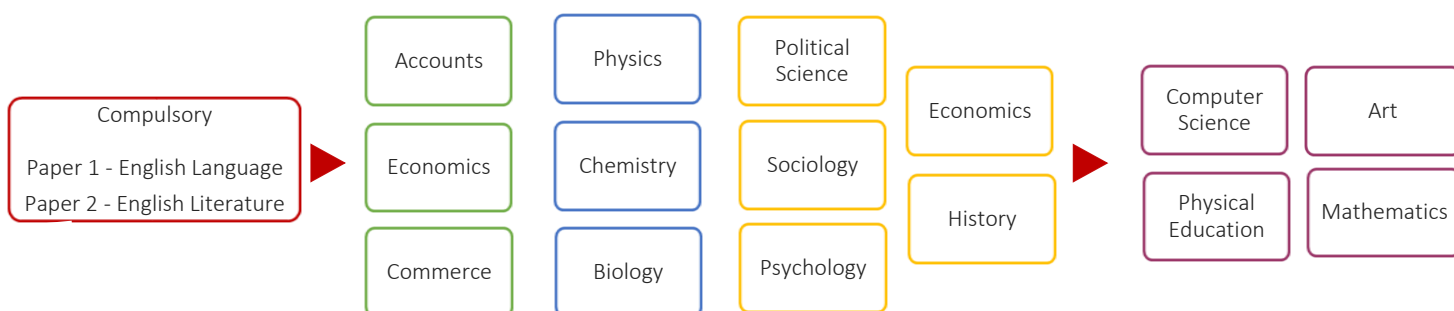 Compulsory
Paper 1 - English Language
Paper 2 - English Literature
Accounts
Economics
Commerce
Physics
Chemistry
Biology
Political
Science
Sociology
Psychology
Economics
History
Computer
Science
Art
Physical
Education
Mathematics